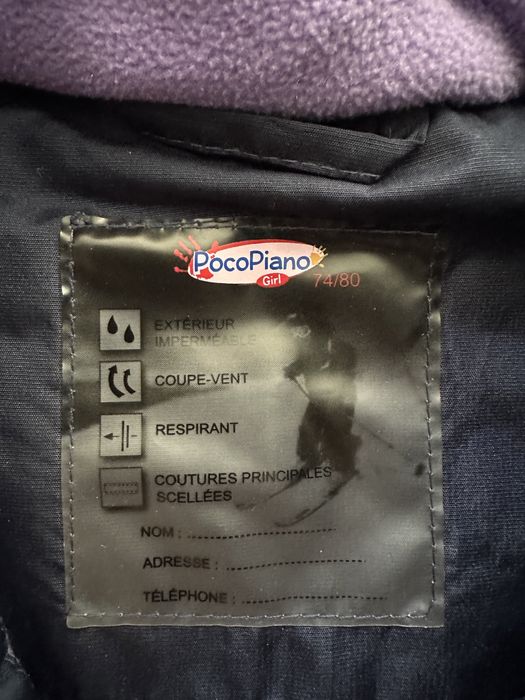 PocoPiano
Girl
74/80
EXTÉRIEUR
IMPERMÉABLE
COUPE-VENT
RESPIRANT
COUTURES PRINCIPALES
SCELLÉES
NOM :
ADRESSE :
TÉLÉPHONE :